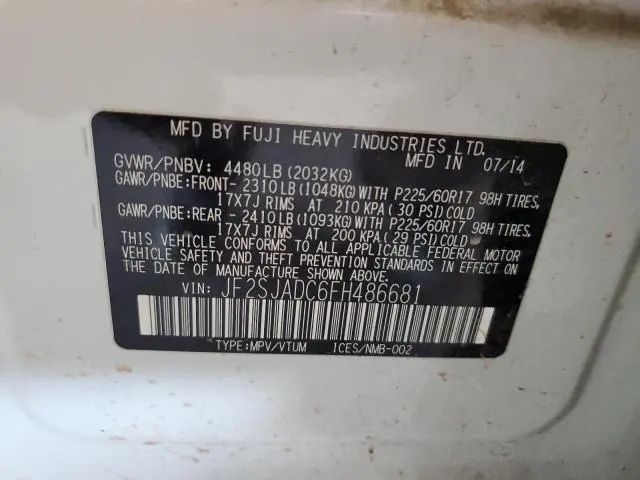 MFD BY FUJI HEAVY INDUSTRIES LTD.
MFD IN 07/14
GVWR/PNBV: 4480LB(2032KG)
GAWR/PNBE:FRONT- 2310LB(1048KG)WITH P225/60R17 98H TIRES,
17X7J RIMS AT 210 KPA(30 PSI)COLD
GAWR/PNBE:REAR - 2410LB(1093KG)WITH P225/60R17 98H TIRES,
17X7J RIMS AT 200 KPA(29 PSI)COLD
THIS VEHICLE CONFORMS TO ALL APPLICABLE FEDERAL MOTOR
VEHICLE SAFETY AND THEFT PREVENTION STANDARDS IN EFFECT
ON THE DATE OF MANUFACTURE SHOWN ABOVE.
VIN: JF2SJADC6FH486681
TYPE:MPV/VTUM ICES/NMB-002